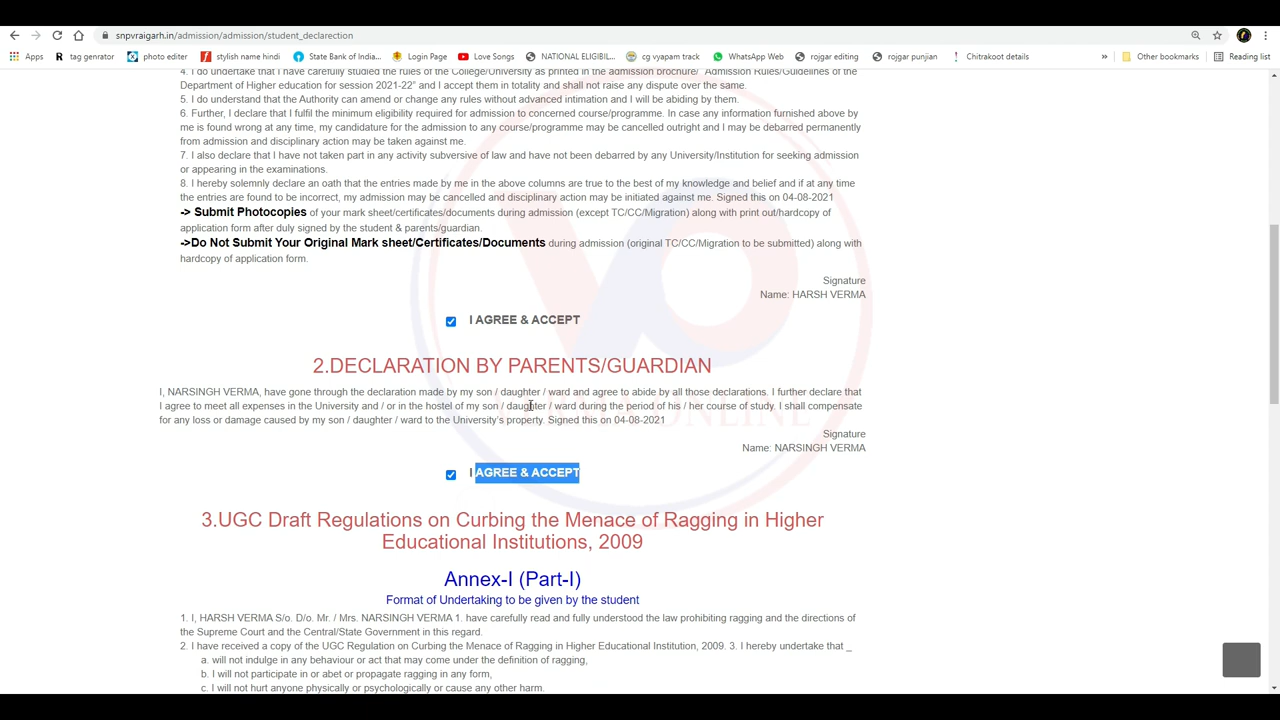 snpvraigarh.in/admission/admission/student_declarection
Apps
R tag genrator
photo editer
stylish name hindi
State Bank of India...
Login Page
Love Songs
NATIONAL ELIGIBIL...
cg vyapam track
WhatsApp Web
rojgar editing
rojgar punjian
Chitrakoot details
»
Other bookmarks
Reading list
4. I do undertake that I have carefully studied the rules of the College/University as printed in the admission brochure/ "Admission Rules/Guidelines of the
Department of Higher education for session 2021-22" and I accept them in totality and shall not raise any dispute over the same.
5. I do understand that the Authority can amend or change any rules without advanced intimation and I will be abiding by them.
6. Further, I declare that I fulfil the minimum eligibility required for admission to concerned course/programme. In case any information furnished above by
me is found wrong at any time, my candidature for the admission to any course/programme may be cancelled outright and I may be debarred permanently
from admission and disciplinary action may be taken against me.
7. I also declare that I have not taken part in any activity subversive of law and have not been debarred by any University/Institution for seeking admission
or appearing in the examinations.
8. I hereby solemnly declare an oath that the entries made by me in the above columns are true to the best of my knowledge and belief and if at any time
the entries are found to be incorrect, my admission may be cancelled and disciplinary action may be initiated against me. Signed this on 04-08-2021
-> Submit Photocopies of your mark sheet/certificates/documents during admission (except TC/CC/Migration) along with print out/hardcopy of
application form after duly signed by the student & parents/guardian.
->Do Not Submit Your Original Mark sheet/Certificates/Documents during admission (original TC/CC/Migration to be submitted) along with
hardcopy of application form.
Signature
Name: HARSH VERMA
I AGREE & ACCEPT
2.DECLARATION BY PARENTS/GUARDIAN
I, NARSINGH VERMA, have gone through the declaration made by my son / daughter / ward and agree to abide by all those declarations. I further declare that
I agree to meet all expenses in the University and / or in the hostel of my son / daughter / ward during the period of his / her course of study. I shall compensate
for any loss or damage caused by my son / daughter / ward to the University's property. Signed this on 04-08-2021
Signature
Name: NARSINGH VERMA
I AGREE & ACCEPT
3.UGC Draft Regulations on Curbing the Menace of Ragging in Higher
Educational Institutions, 2009
Annex-I (Part-I)
Format of Undertaking to be given by the student
1. I, HARSH VERMA S/o. D/o. Mr. / Mrs. NARSINGH VERMA 1. have carefully read and fully understood the law prohibiting ragging and the directions of
the Supreme Court and the Central/State Government in this regard.
2. I have received a copy of the UGC Regulation on Curbing the Menace of Ragging in Higher Educational Institution, 2009. 3. I hereby undertake that _
a. will not indulge in any behaviour or act that may come under the definition of ragging,
b. I will not participate in or abet or propagate ragging in any form,
c. I will not hurt anyone physically or psychologically or cause any other harm.